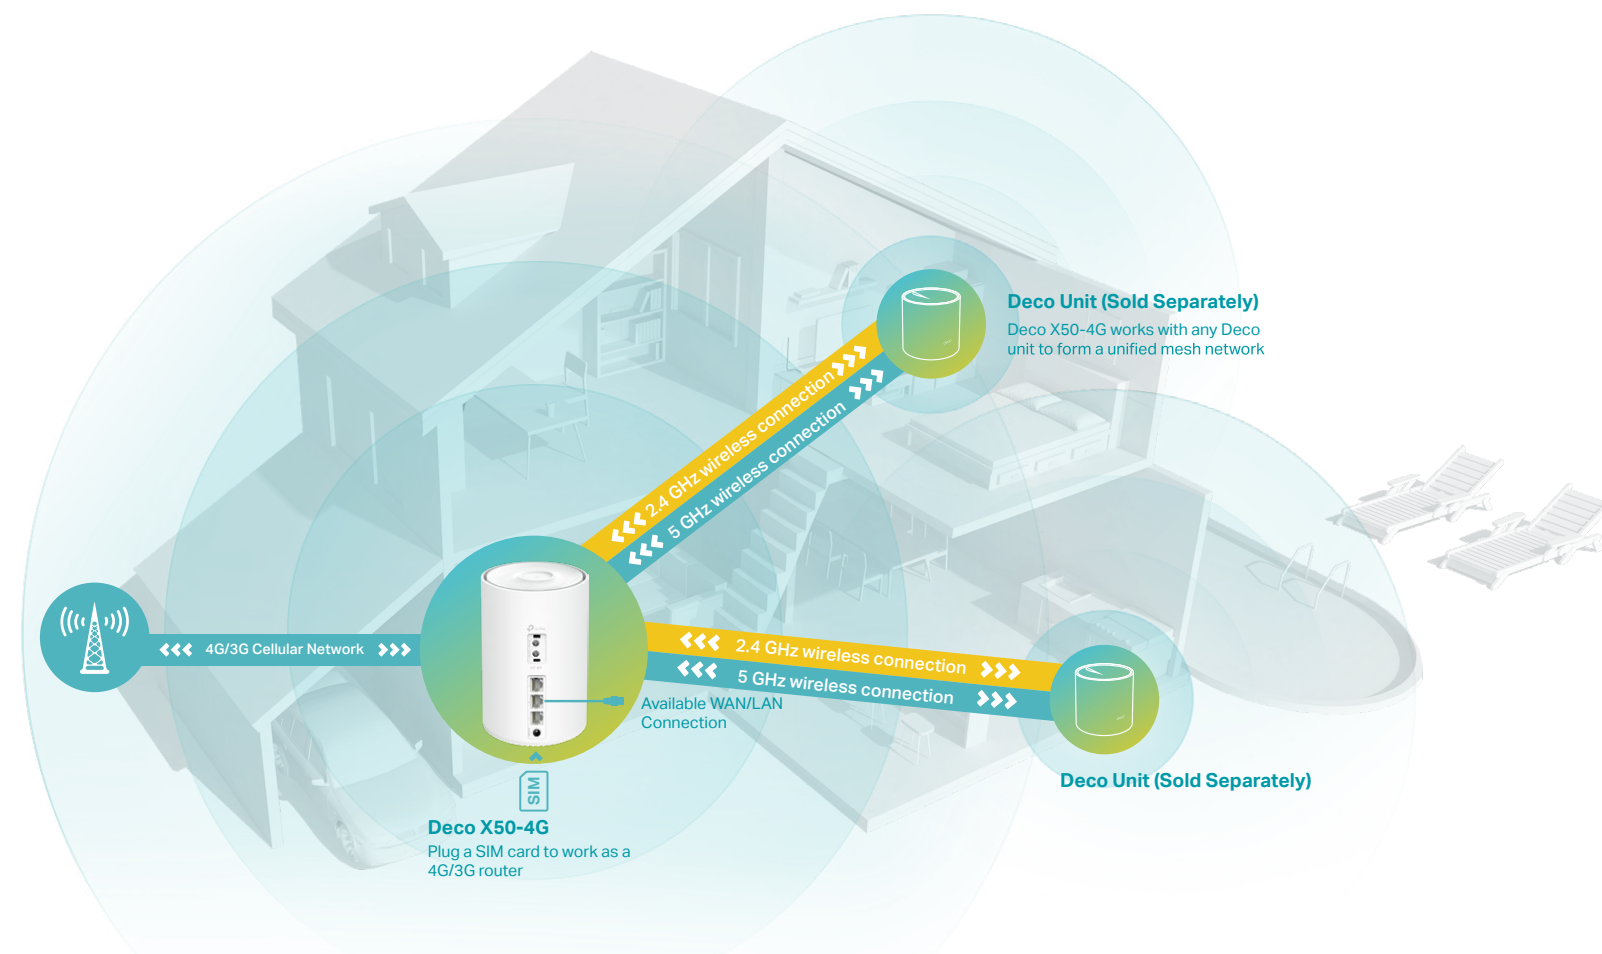 Deco Unit (Sold Separately)
Deco X50-4G works with any Deco
unit to form a unified mesh network
2.4 GHz wireless connection
5 GHz wireless connection
4G/3G Cellular Network
2.4 GHz wireless connection
5 GHz wireless connection
Available WAN/LAN
Connection
Deco Unit (Sold Separately)
SIM
Deco X50-4G
Plug a SIM card to work as a
4G/3G router